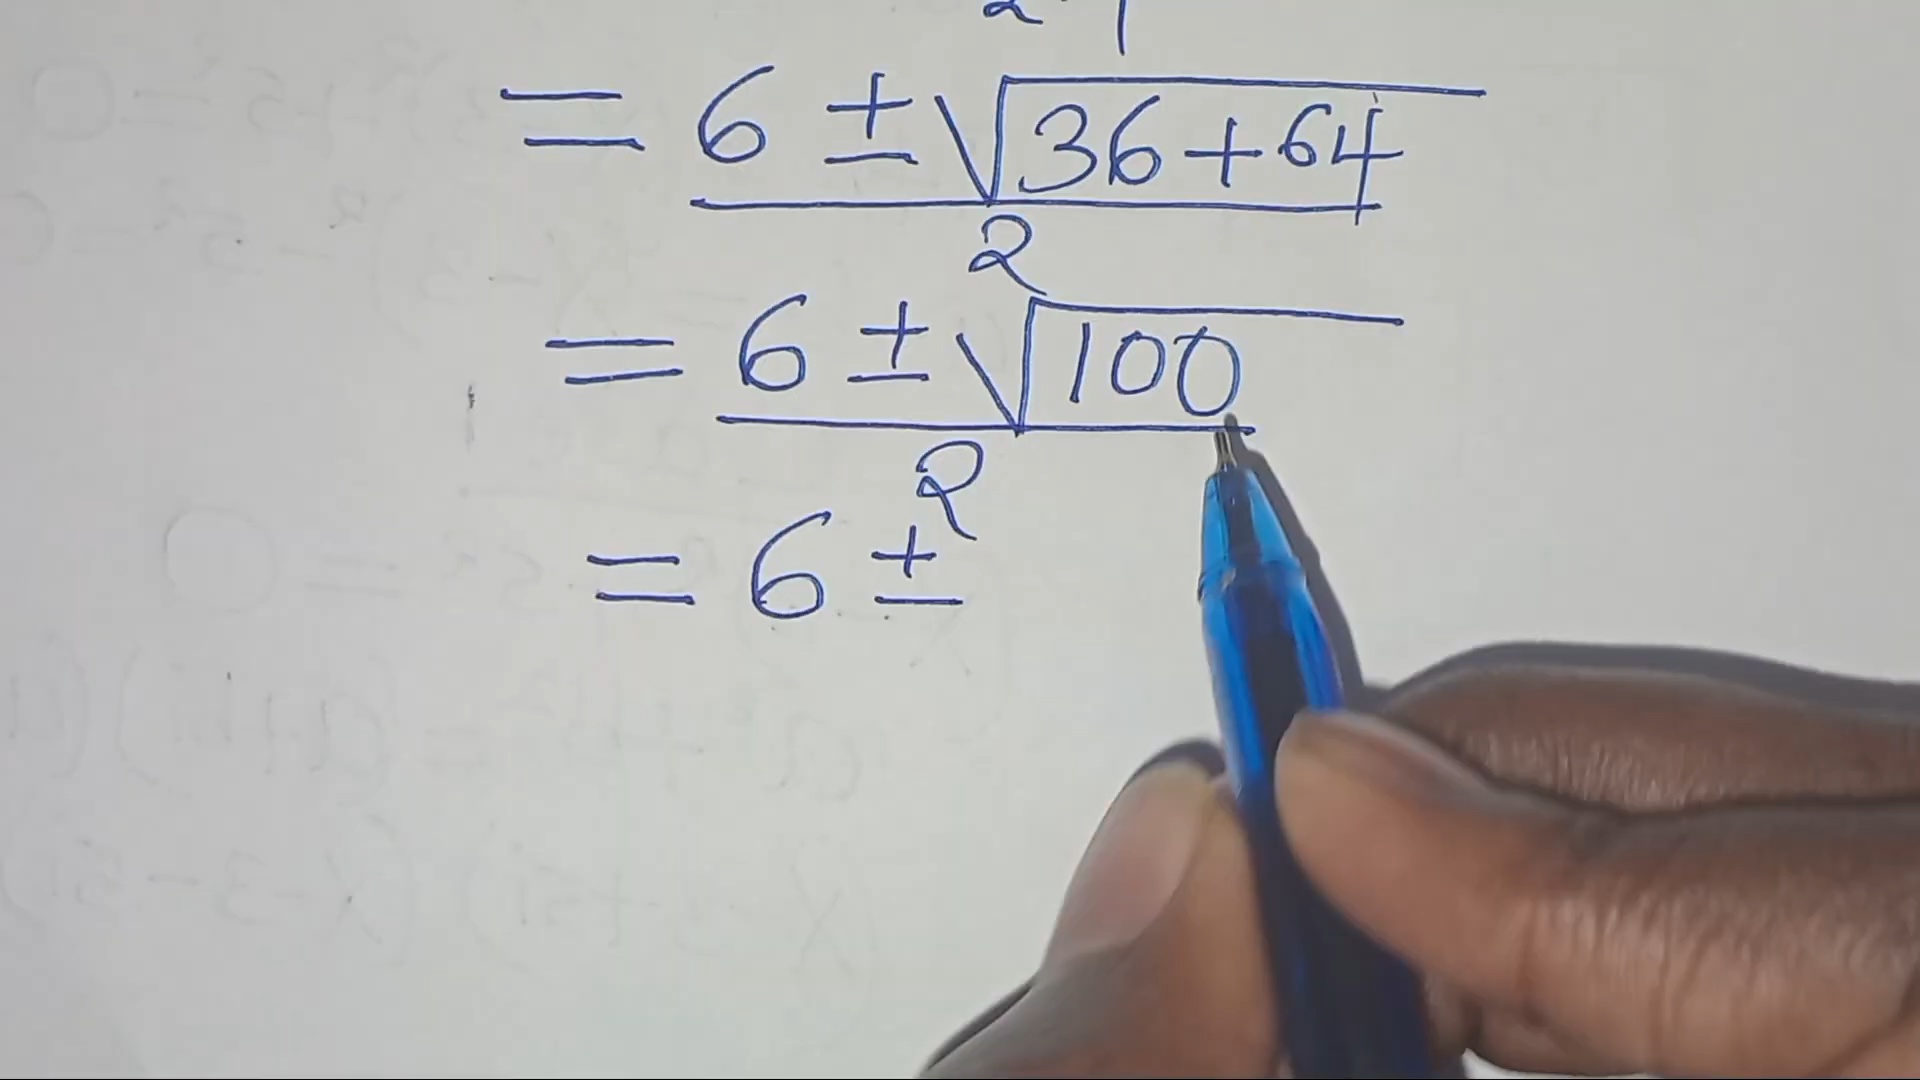 = 6 ± √36+64
2
= 6 ± √100
2
= 6 ±